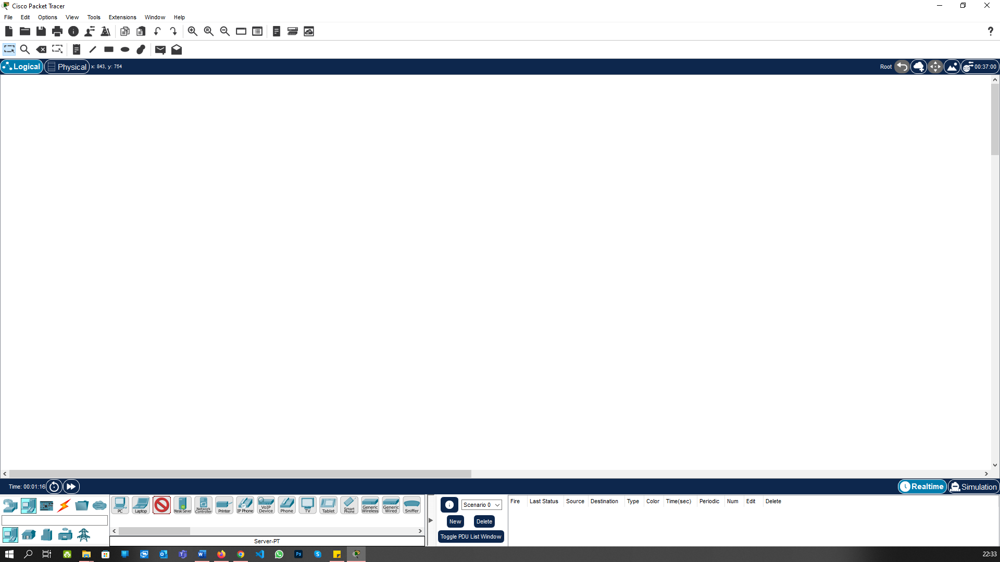 Cisco Packet Tracer
File Edit Options View Tools Extensions Window Help
Logical Physical x: 843, y: 754 Root 00:37:00
Time: 00:01:16 Realtime Simulation
PC Laptop Meraki Server Network Controller Printer IP Phone VoIP Device Phone TV Tablet Smart Phone Generic Wireless Generic Wired Sniffer
Server-PT
Scenario 0
New Delete
Toggle PDU List Window
Fire Last Status Source Destination Type Color Time(sec) Periodic Num Edit Delete
22:33